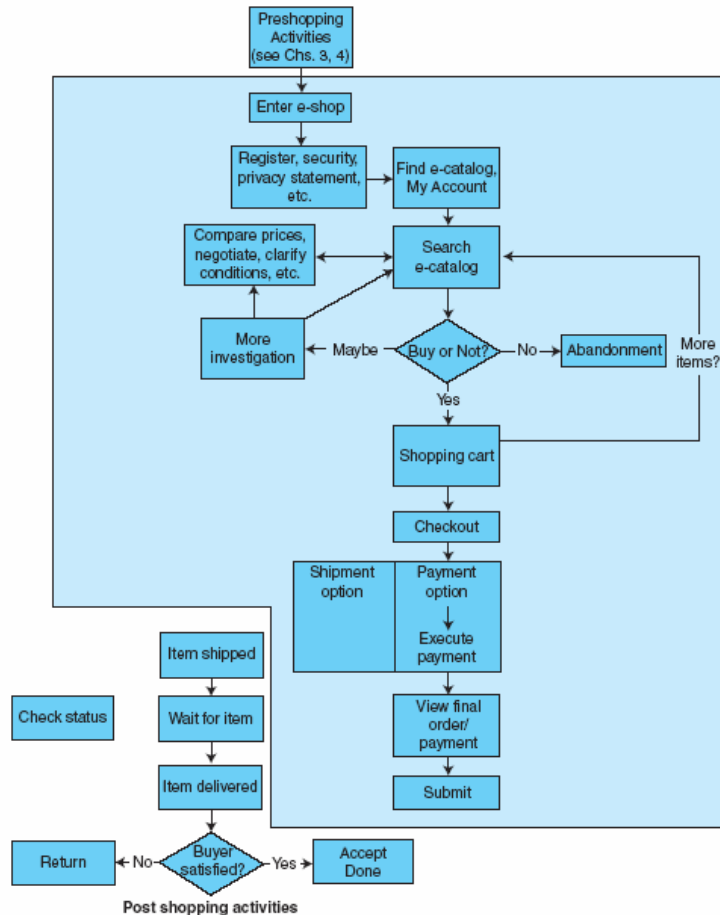 Preshopping
Activities
(see Chs. 3, 4)
Enter e-shop
Register, security,
privacy statement,
etc.
Find e-catalog,
My Account
Compare prices,
negotiate, clarify
conditions, etc.
Search
e-catalog
More
investigation
Maybe
Buy or Not?
No
Abandonment
More
items?
Yes
Shopping cart
Checkout
Shipment
option
Payment
option
Execute
payment
Item shipped
Check status
Wait for item
View final
order/
payment
Item delivered
Submit
Return
No
Buyer
satisfied?
Yes
Accept
Done
Post shopping activities